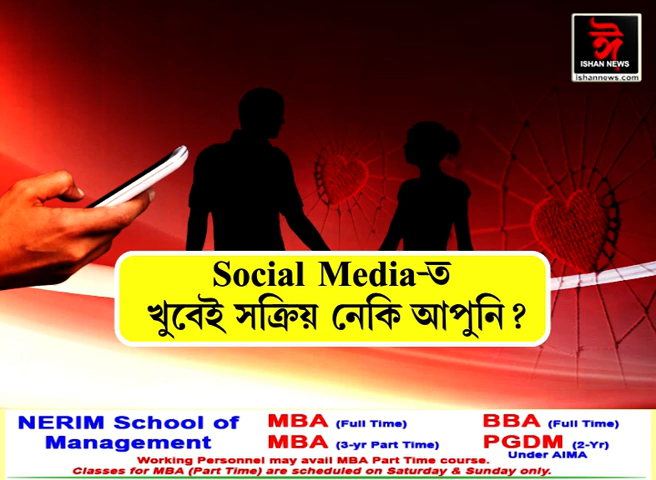 ঈ
ISHAN NEWS
ishannews.com
Social Media-ত
খুবেই সক্ৰিয় নেকি আপুনি?
NERIM School of Management
MBA (Full Time)
MBA (3-yr Part Time)
BBA (Full Time)
PGDM (2-Yr)
Under AIMA
Working Personnel may avail MBA Part Time course.
Classes for MBA (Part Time) are scheduled on Saturday & Sunday only.